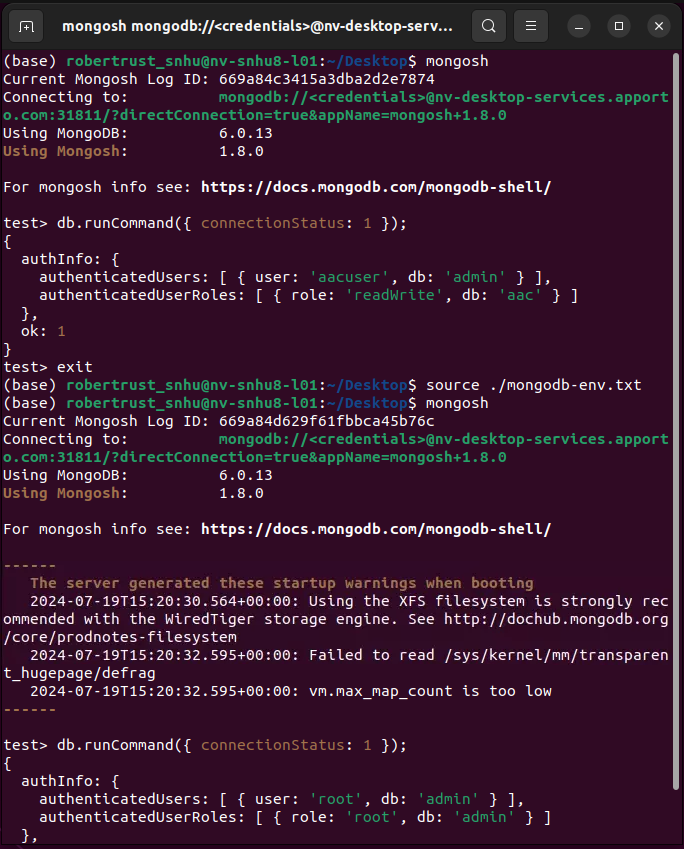 mongosh mongodb://<credentials>@nv-desktop-serv...
(base) robertrust_snhu@nv-snhu8-l01:~/Desktop$ mongosh
Current Mongosh Log ID: 669a84c3415a3dba2d2e7874
Connecting to:          mongodb://<credentials>@nv-desktop-services.apport
o.com:31811/?directConnection=true&appName=mongosh+1.8.0
Using MongoDB:          6.0.13
Using Mongosh:          1.8.0
For mongosh info see: https://docs.mongodb.com/mongodb-shell/
test> db.runCommand({ connectionStatus: 1 });
{
  authInfo: {
    authenticatedUsers: [ { user: 'aacuser', db: 'admin' } ],
    authenticatedUserRoles: [ { role: 'readWrite', db: 'aac' } ]
  },
  ok: 1
}
test> exit
(base) robertrust_snhu@nv-snhu8-l01:~/Desktop$ source ./mongodb-env.txt
(base) robertrust_snhu@nv-snhu8-l01:~/Desktop$ mongosh
Current Mongosh Log ID: 669a84d629f61fbbca45b76c
Connecting to:          mongodb://<credentials>@nv-desktop-services.apport
o.com:31811/?directConnection=true&appName=mongosh+1.8.0
Using MongoDB:          6.0.13
Using Mongosh:          1.8.0
For mongosh info see: https://docs.mongodb.com/mongodb-shell/
------
   The server generated these startup warnings when booting
   2024-07-19T15:20:30.564+00:00: Using the XFS filesystem is strongly rec
ommended with the WiredTiger storage engine. See http://dochub.mongodb.org
/core/prodnotes-filesystem
   2024-07-19T15:20:32.595+00:00: Failed to read /sys/kernel/mm/transparen
t_hugepage/defrag
   2024-07-19T15:20:32.595+00:00: vm.max_map_count is too low
------
test> db.runCommand({ connectionStatus: 1 });
{
  authInfo: {
    authenticatedUsers: [ { user: 'root', db: 'admin' } ],
    authenticatedUserRoles: [ { role: 'root', db: 'admin' } ]
  },